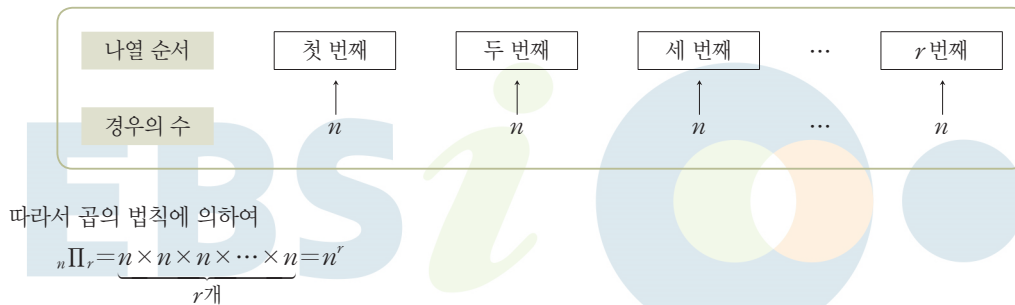 나열 순서 첫 번째 두 번째 세 번째 … r번째
경우의 수 n n n … n
EBSi
따라서 곱의 법칙에 의하여
ₙΠᵣ=n×n×n×…×n=nʳ
r개